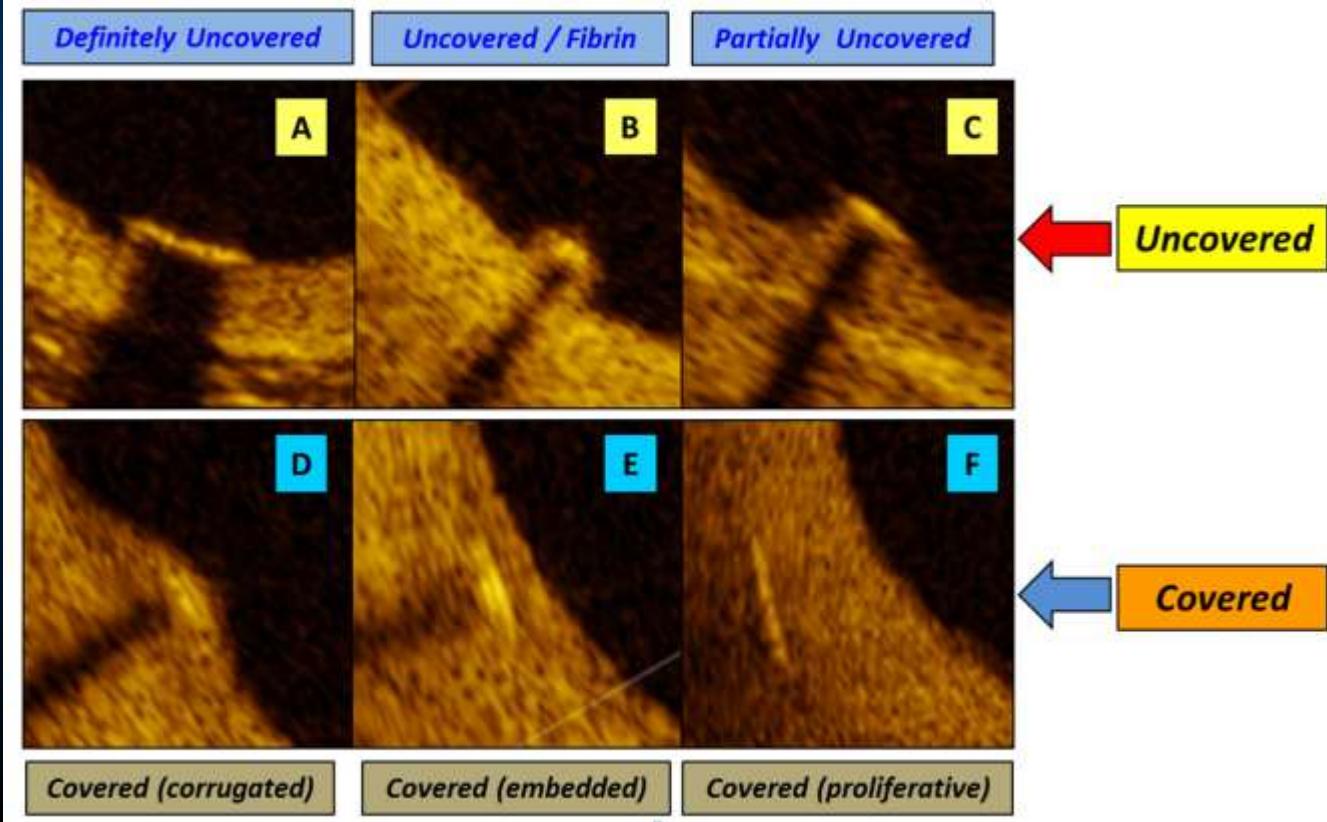 Definitely Uncovered
Uncovered / Fibrin
Partially Uncovered
A
B
C
Uncovered
D
E
F
Covered
Covered (corrugated)
Covered (embedded)
Covered (proliferative)